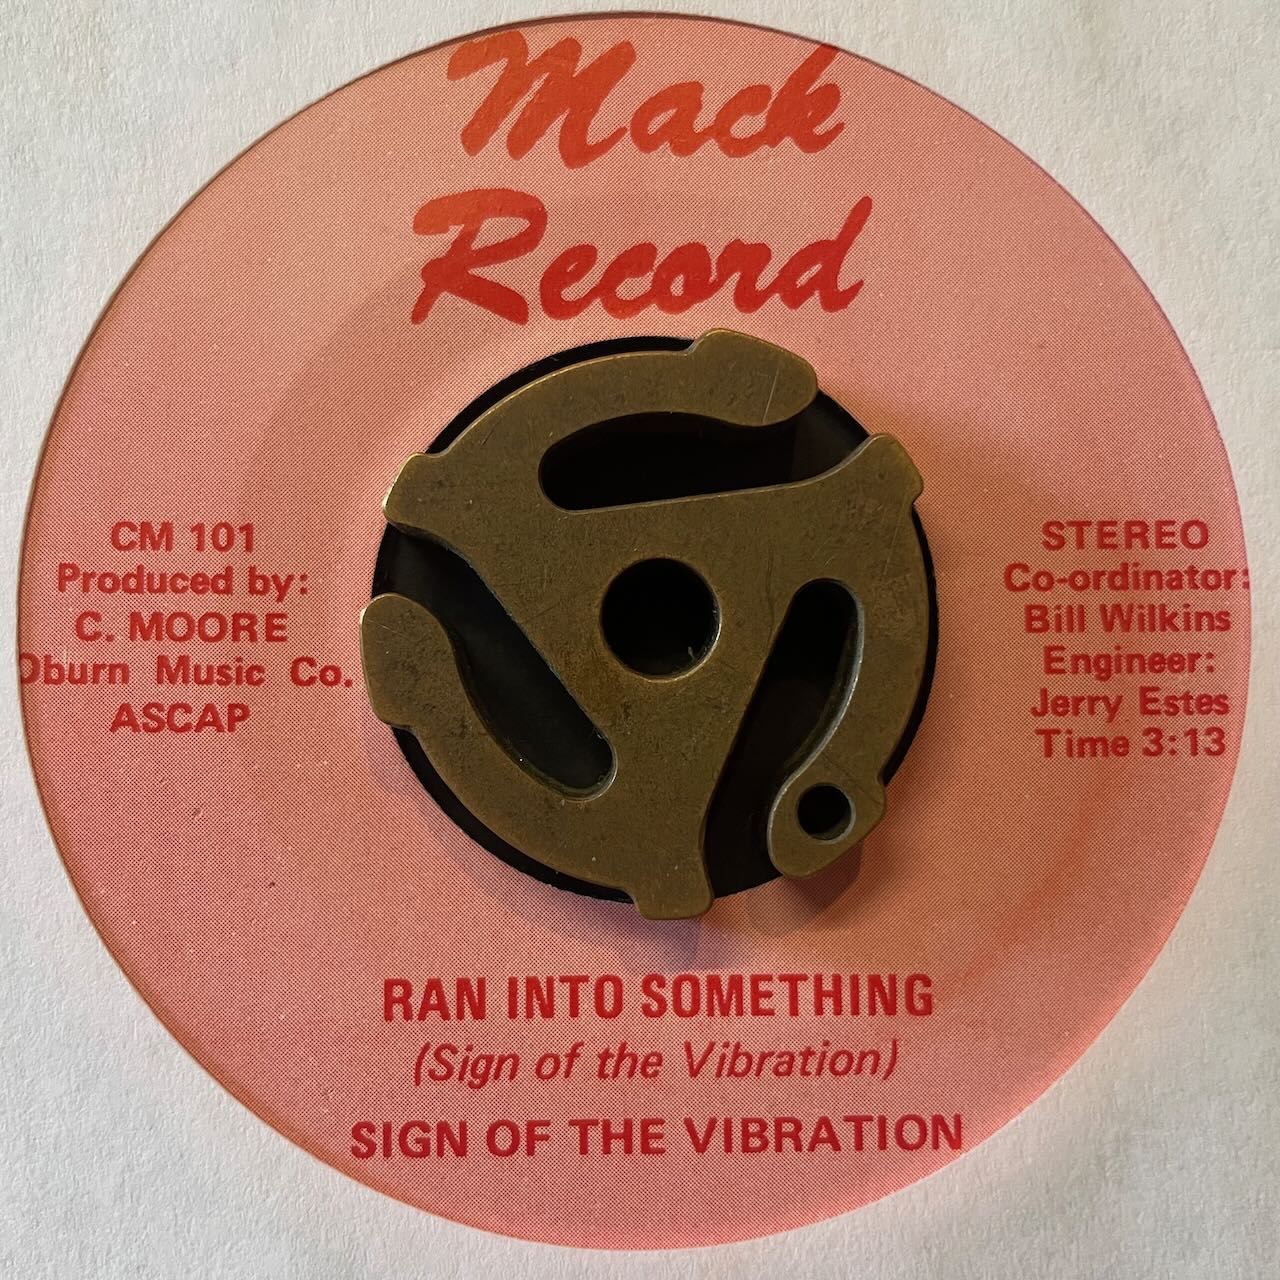 Mack
Record
CM 101
Produced by:
C. MOORE
Oburn Music Co.
ASCAP
STEREO
Co-ordinator:
Bill Wilkins
Engineer:
Jerry Estes
Time 3:13
RAN INTO SOMETHING
(Sign of the Vibration)
SIGN OF THE VIBRATION